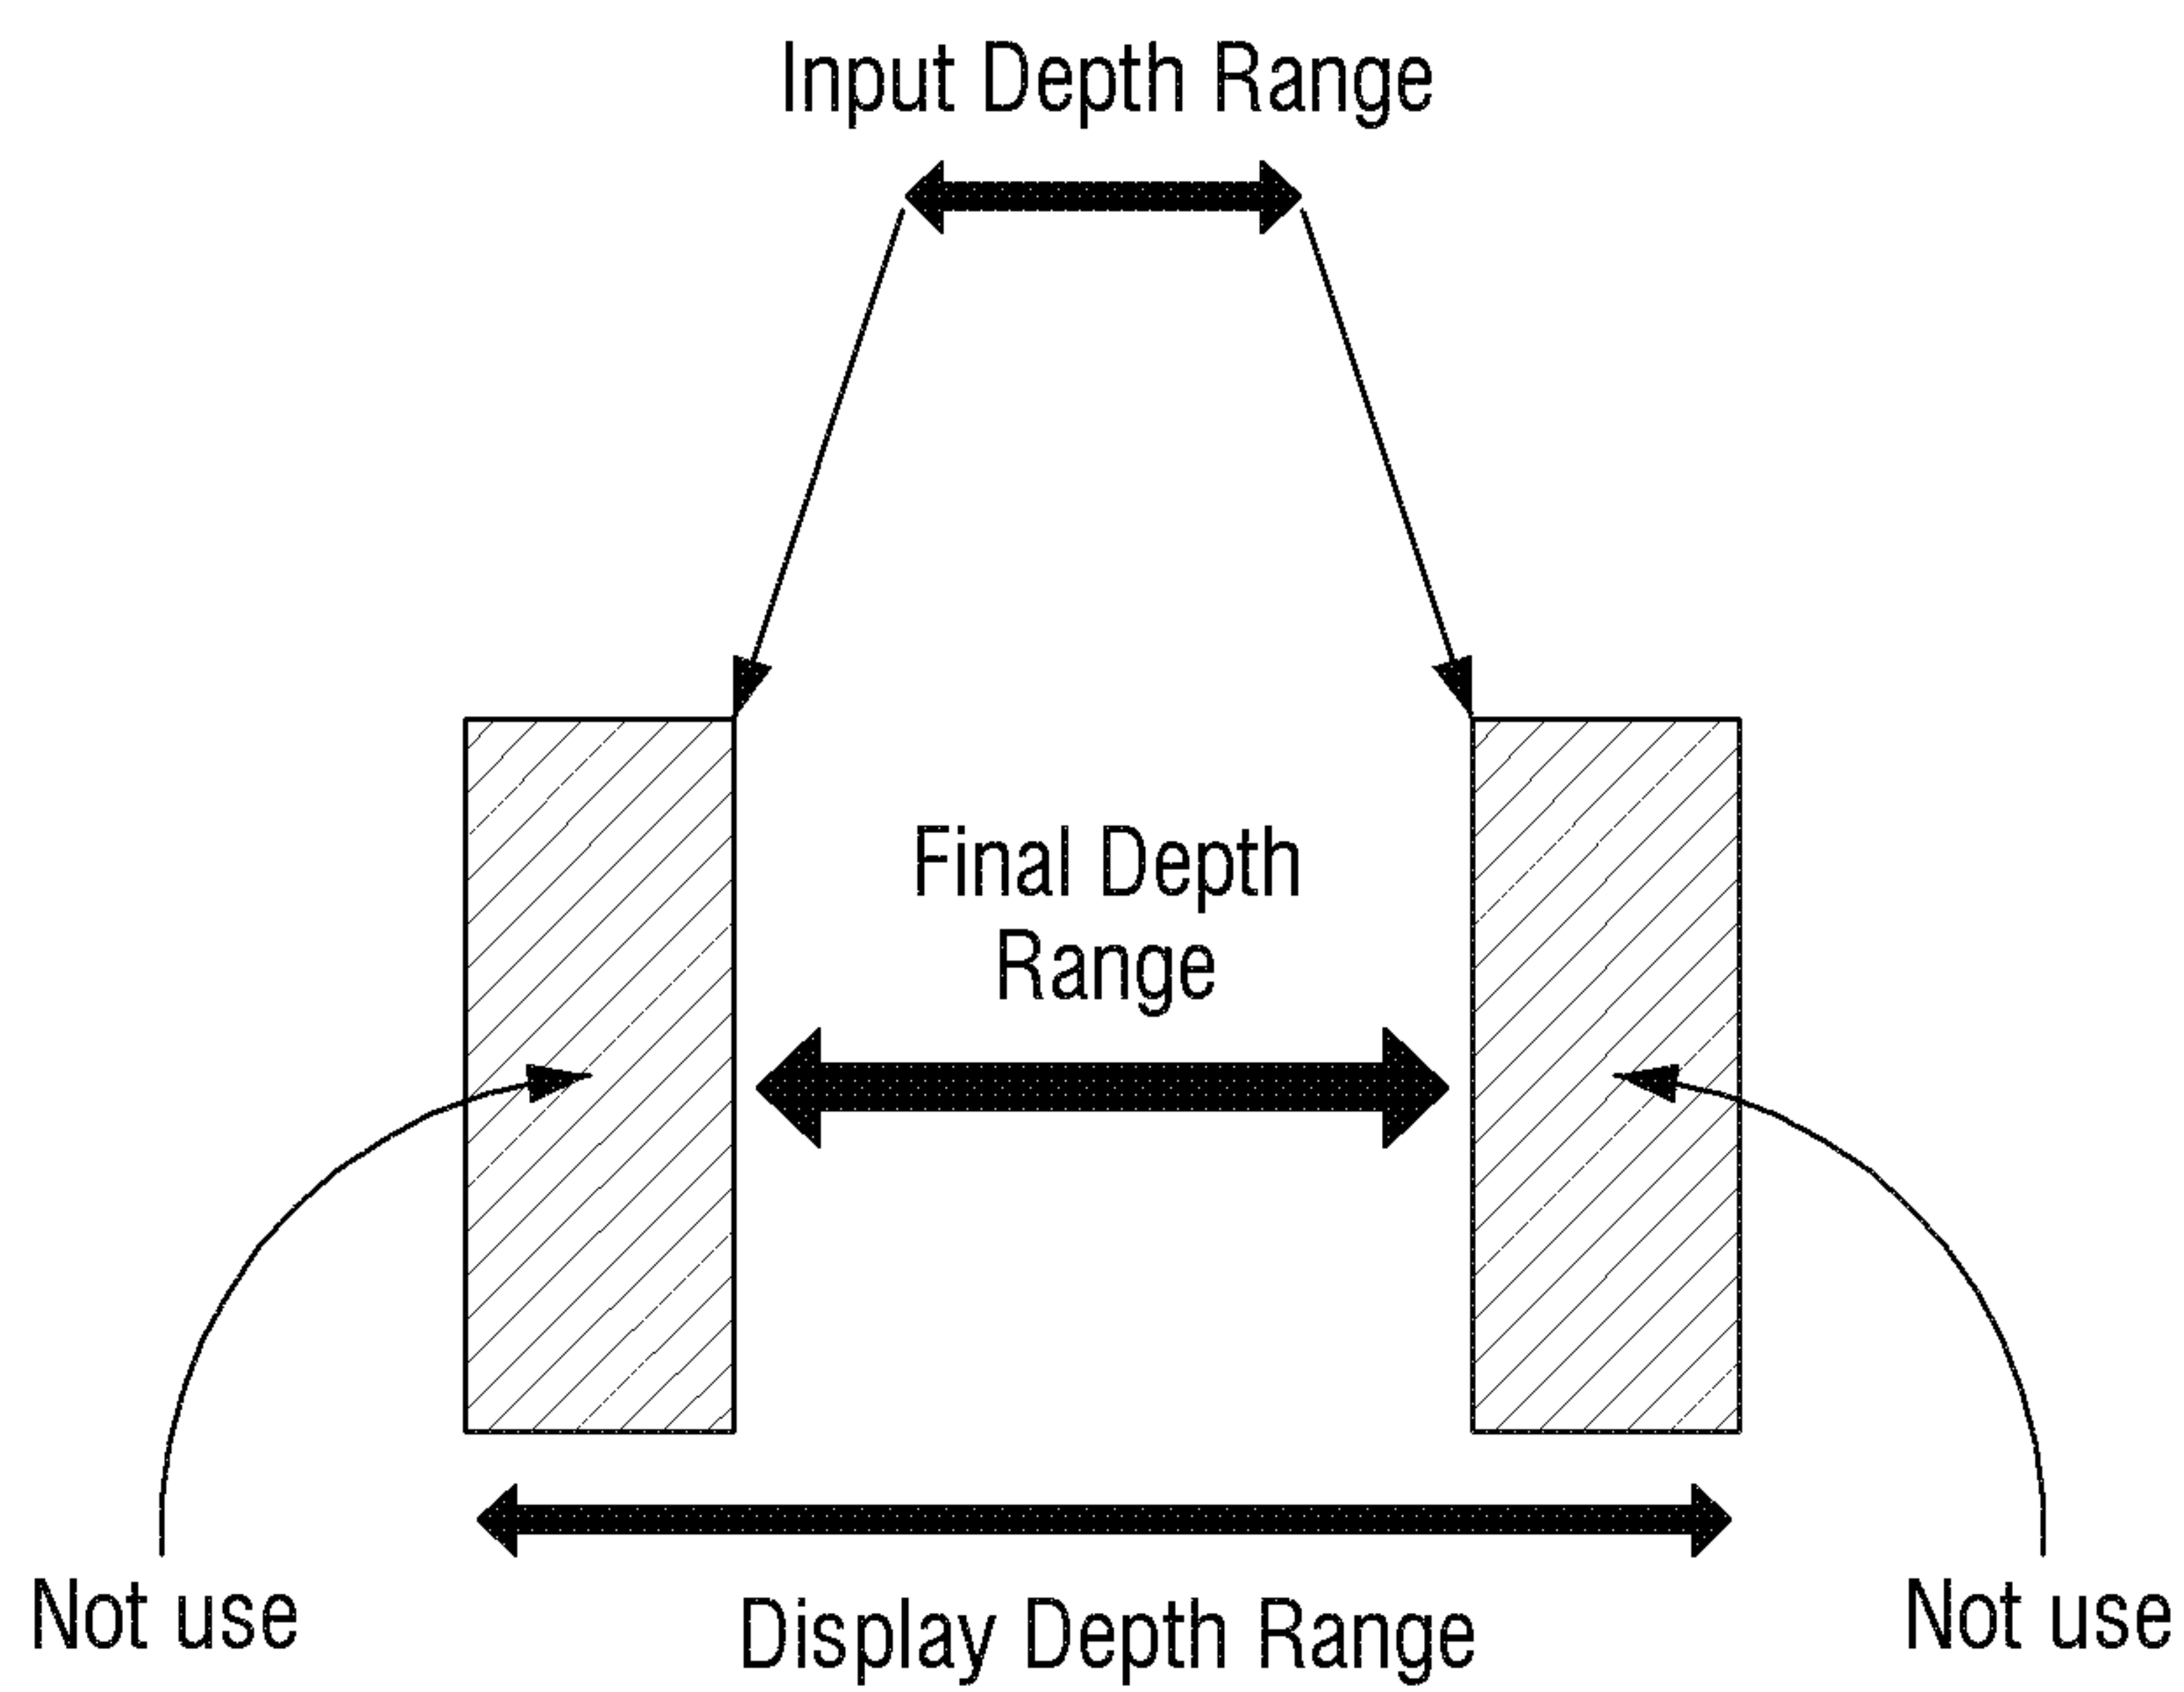 Input Depth Range
Final Depth
Range
Not use
Display Depth Range
Not use